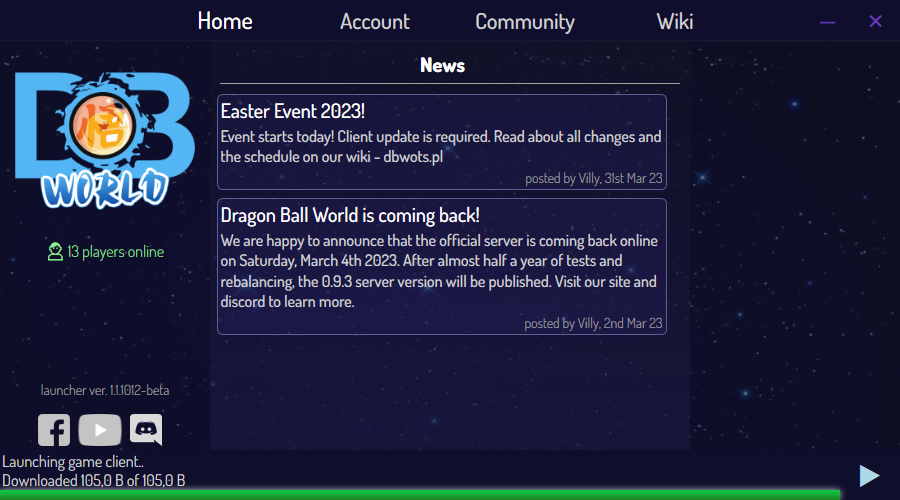 Home Account Community Wiki
News
DB
WORLD
悟
13 players online
Easter Event 2023!
Event starts today! Client update is required. Read about all changes and
the schedule on our wiki - dbwots.pl
posted by Villy, 31st Mar 23
Dragon Ball World is coming back!
We are happy to announce that the official server is coming back online
on Saturday, March 4th 2023. After almost half a year of tests and
rebalancing, the 0.9.3 server version will be published. Visit our site and
discord to learn more.
posted by Villy, 2nd Mar 23
launcher ver. 1.1.1012-beta
Launching game client..
Downloaded 105,0 B of 105,0 B